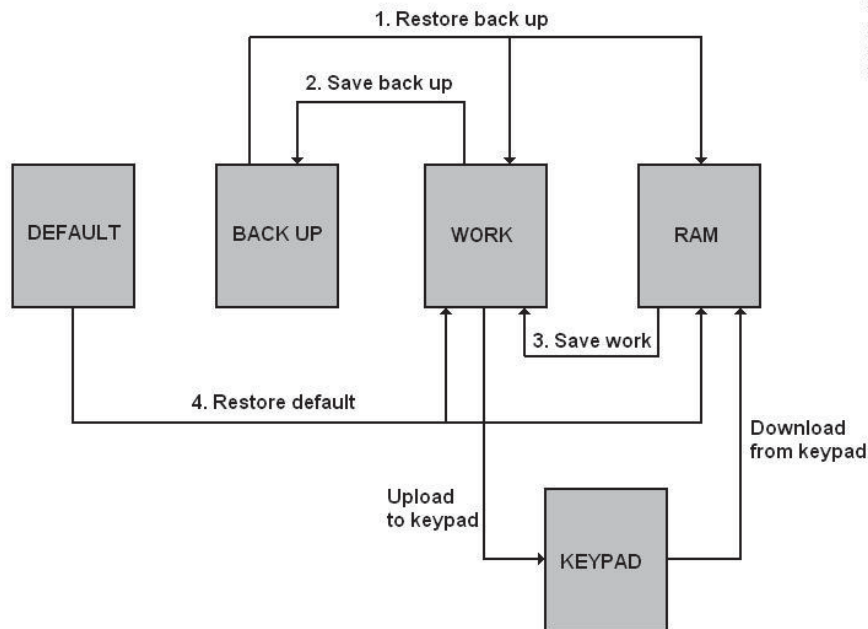 1. Restore back up
2. Save back up
DEFAULT
BACK UP
WORK
RAM
3. Save work
4. Restore default
Download
from keypad
Upload
to keypad
KEYPAD